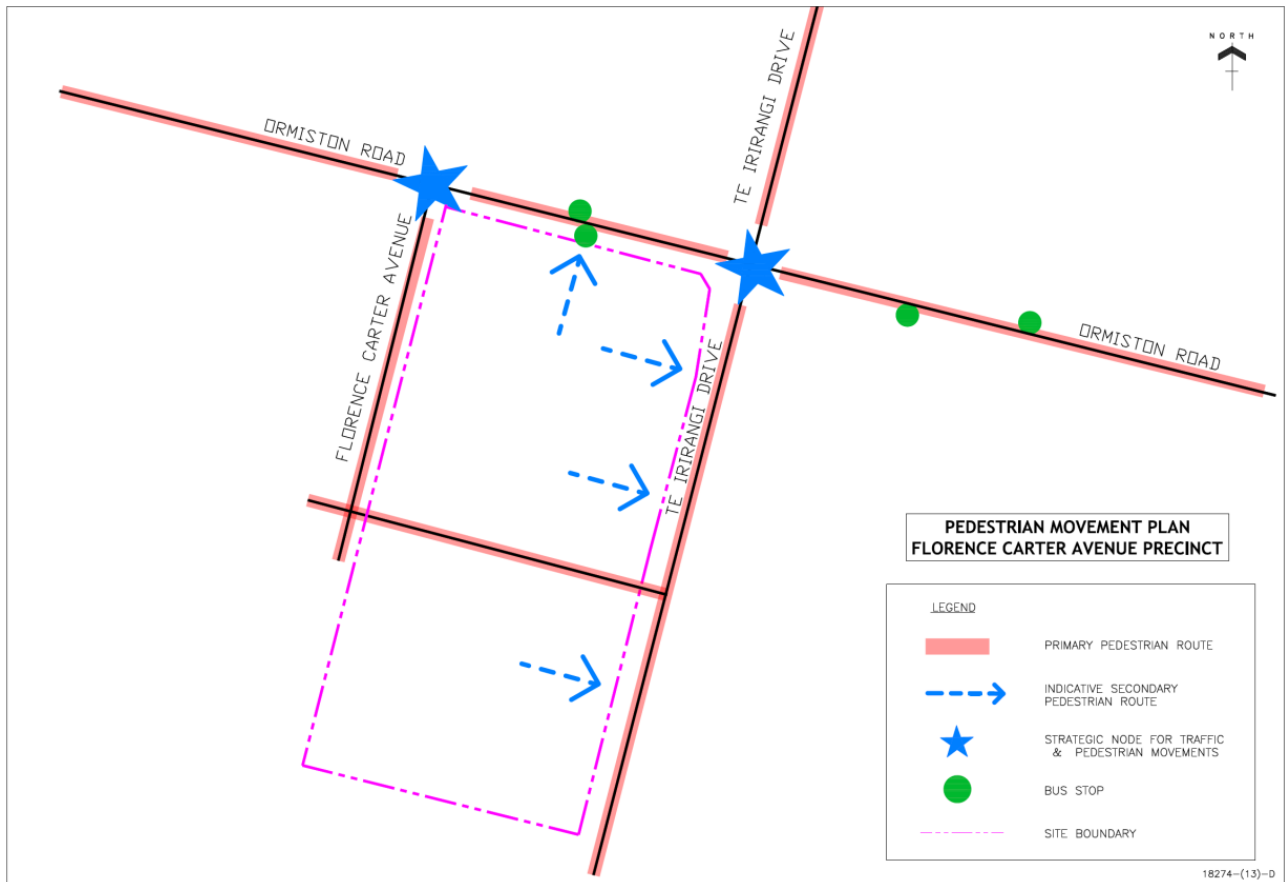 NORTH
ORMISTON ROAD
TE IRIRANGI DRIVE
FLORENCE CARTER AVENUE
TE IRIRANGI DRIVE
ORMISTON ROAD
PEDESTRIAN MOVEMENT PLAN
FLORENCE CARTER AVENUE PRECINCT
LEGEND
PRIMARY PEDESTRIAN ROUTE
INDICATIVE SECONDARY
PEDESTRIAN ROUTE
STRATEGIC NODE FOR TRAFFIC
& PEDESTRIAN MOVEMENTS
BUS STOP
SITE BOUNDARY
18274-(13)-D